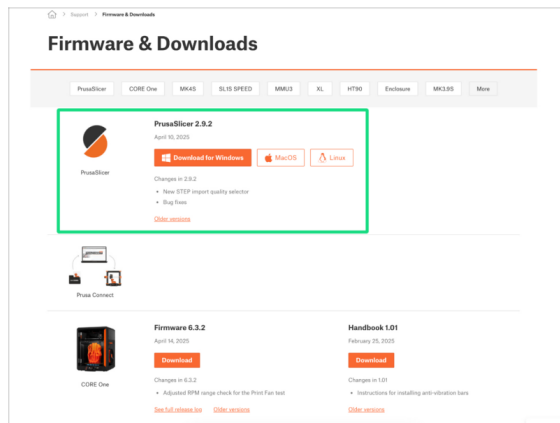 Support > Firmware & Downloads
Firmware & Downloads
PrusaSlicer CORE One MK4S SL1S SPEED MMU3 XL HT90 Enclosure MK3.9S More
PrusaSlicer
PrusaSlicer 2.9.2
April 10, 2025
Download for Windows MacOS Linux
Changes in 2.9.2
New STEP import quality selector
Bug fixes
Older versions
Prusa Connect
CORE One
Firmware 6.3.2
April 14, 2025
Download
Changes in 6.3.2
Adjusted RPM range check for the Print Fan test
See full release log Older versions
Handbook 1.01
February 25, 2025
Download
Changes in 1.01
Instructions for installing anti-vibration bars
Older versions